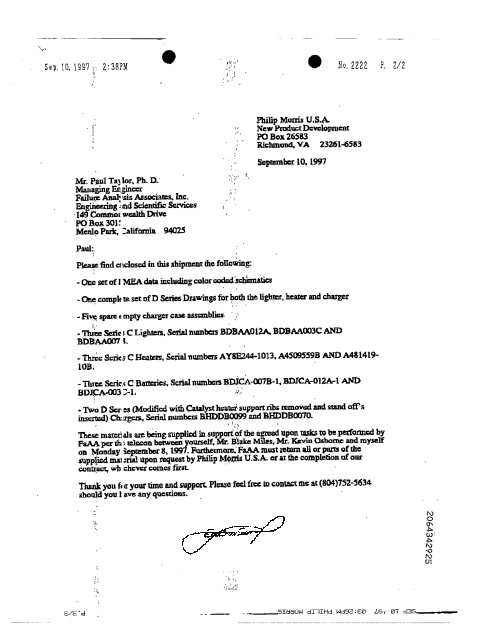 Sep. 10. 1997 2:38PM
No. 2222 P. 2/2
Philip Morris U.S.A.
New Product Development
PO Box 26583
Richmond, VA 23261-6583
September 10, 1997
Mr. Paul Taylor, Ph. D.
Managing Engineer
Failure Analysis Associates, Inc.
Engineering and Scientific Services
149 Commonwealth Drive
PO Box 301
Menlo Park, California 94025
Paul:
Please find enclosed in this shipment the following:
- One set of MEA data including color coded schematics
- One complete set of D Series Drawings for both the lighter, heater and charger
- Five spare empty charger case assemblies
- Three Series C Lighters, Serial numbers BDBAA012A, BDBAA003C AND
BDBAA007
- Three Series C Heaters, Serial numbers AY8E244-1013, A4509559B AND A481419-
10B.
- Three Series C Batteries, Serial numbers BDJCA-007B-1, BDJCA-012A-1 AND
BDJCA-003
- Two D Series (Modified with Catalyst heater support ribs removed and stand off's
inserted) Chargers, Serial numbers BHDDB0099 and BHDDB0070.
These materials are being supplied in support of the agreed upon tasks to be performed by
FaAA per the telecon between yourself, Mr. Blake Miles, Mr. Kevin Osborne and myself
on Monday September 8, 1997. Furthermore, FaAA must return all or parts of the
supplied material upon request by Philip Morris U.S.A. or at the completion of our
contract, whichever comes first.
Thank you for your time and support. Please feel free to contact me at (804)752-5634
should you have any questions.
2064342925
SEP 10 '97 03:26PM PHILIP MORRIS
P.3/3